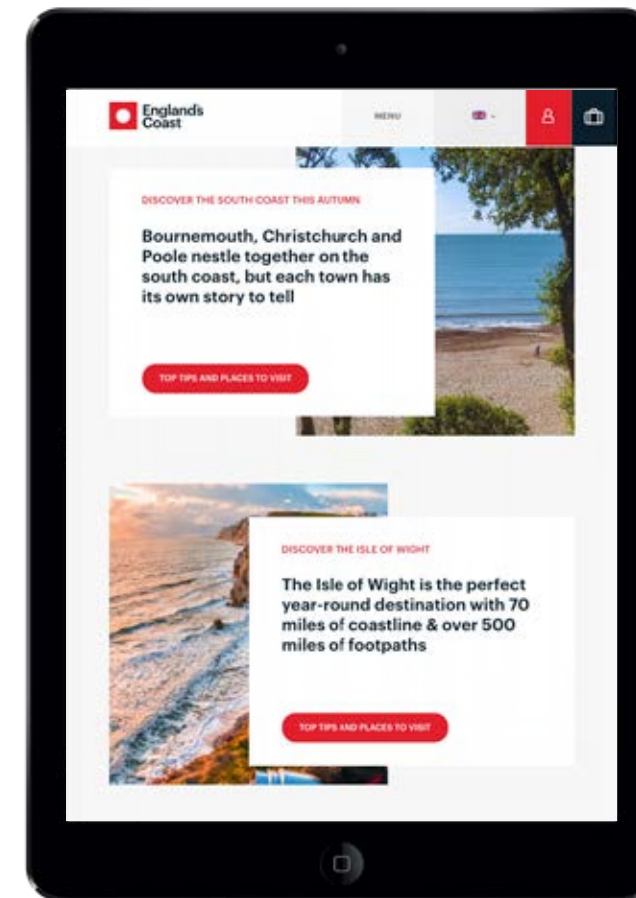 England's
Coast
MENU
DISCOVER THE SOUTH COAST THIS AUTUMN
Bournemouth, Christchurch and
Poole nestle together on the
south coast, but each town has
its own story to tell
TOP TIPS AND PLACES TO VISIT
DISCOVER THE ISLE OF WIGHT
The Isle of Wight is the perfect
year-round destination with 70
miles of coastline & over 500
miles of footpaths
TOP TIPS AND PLACES TO VISIT